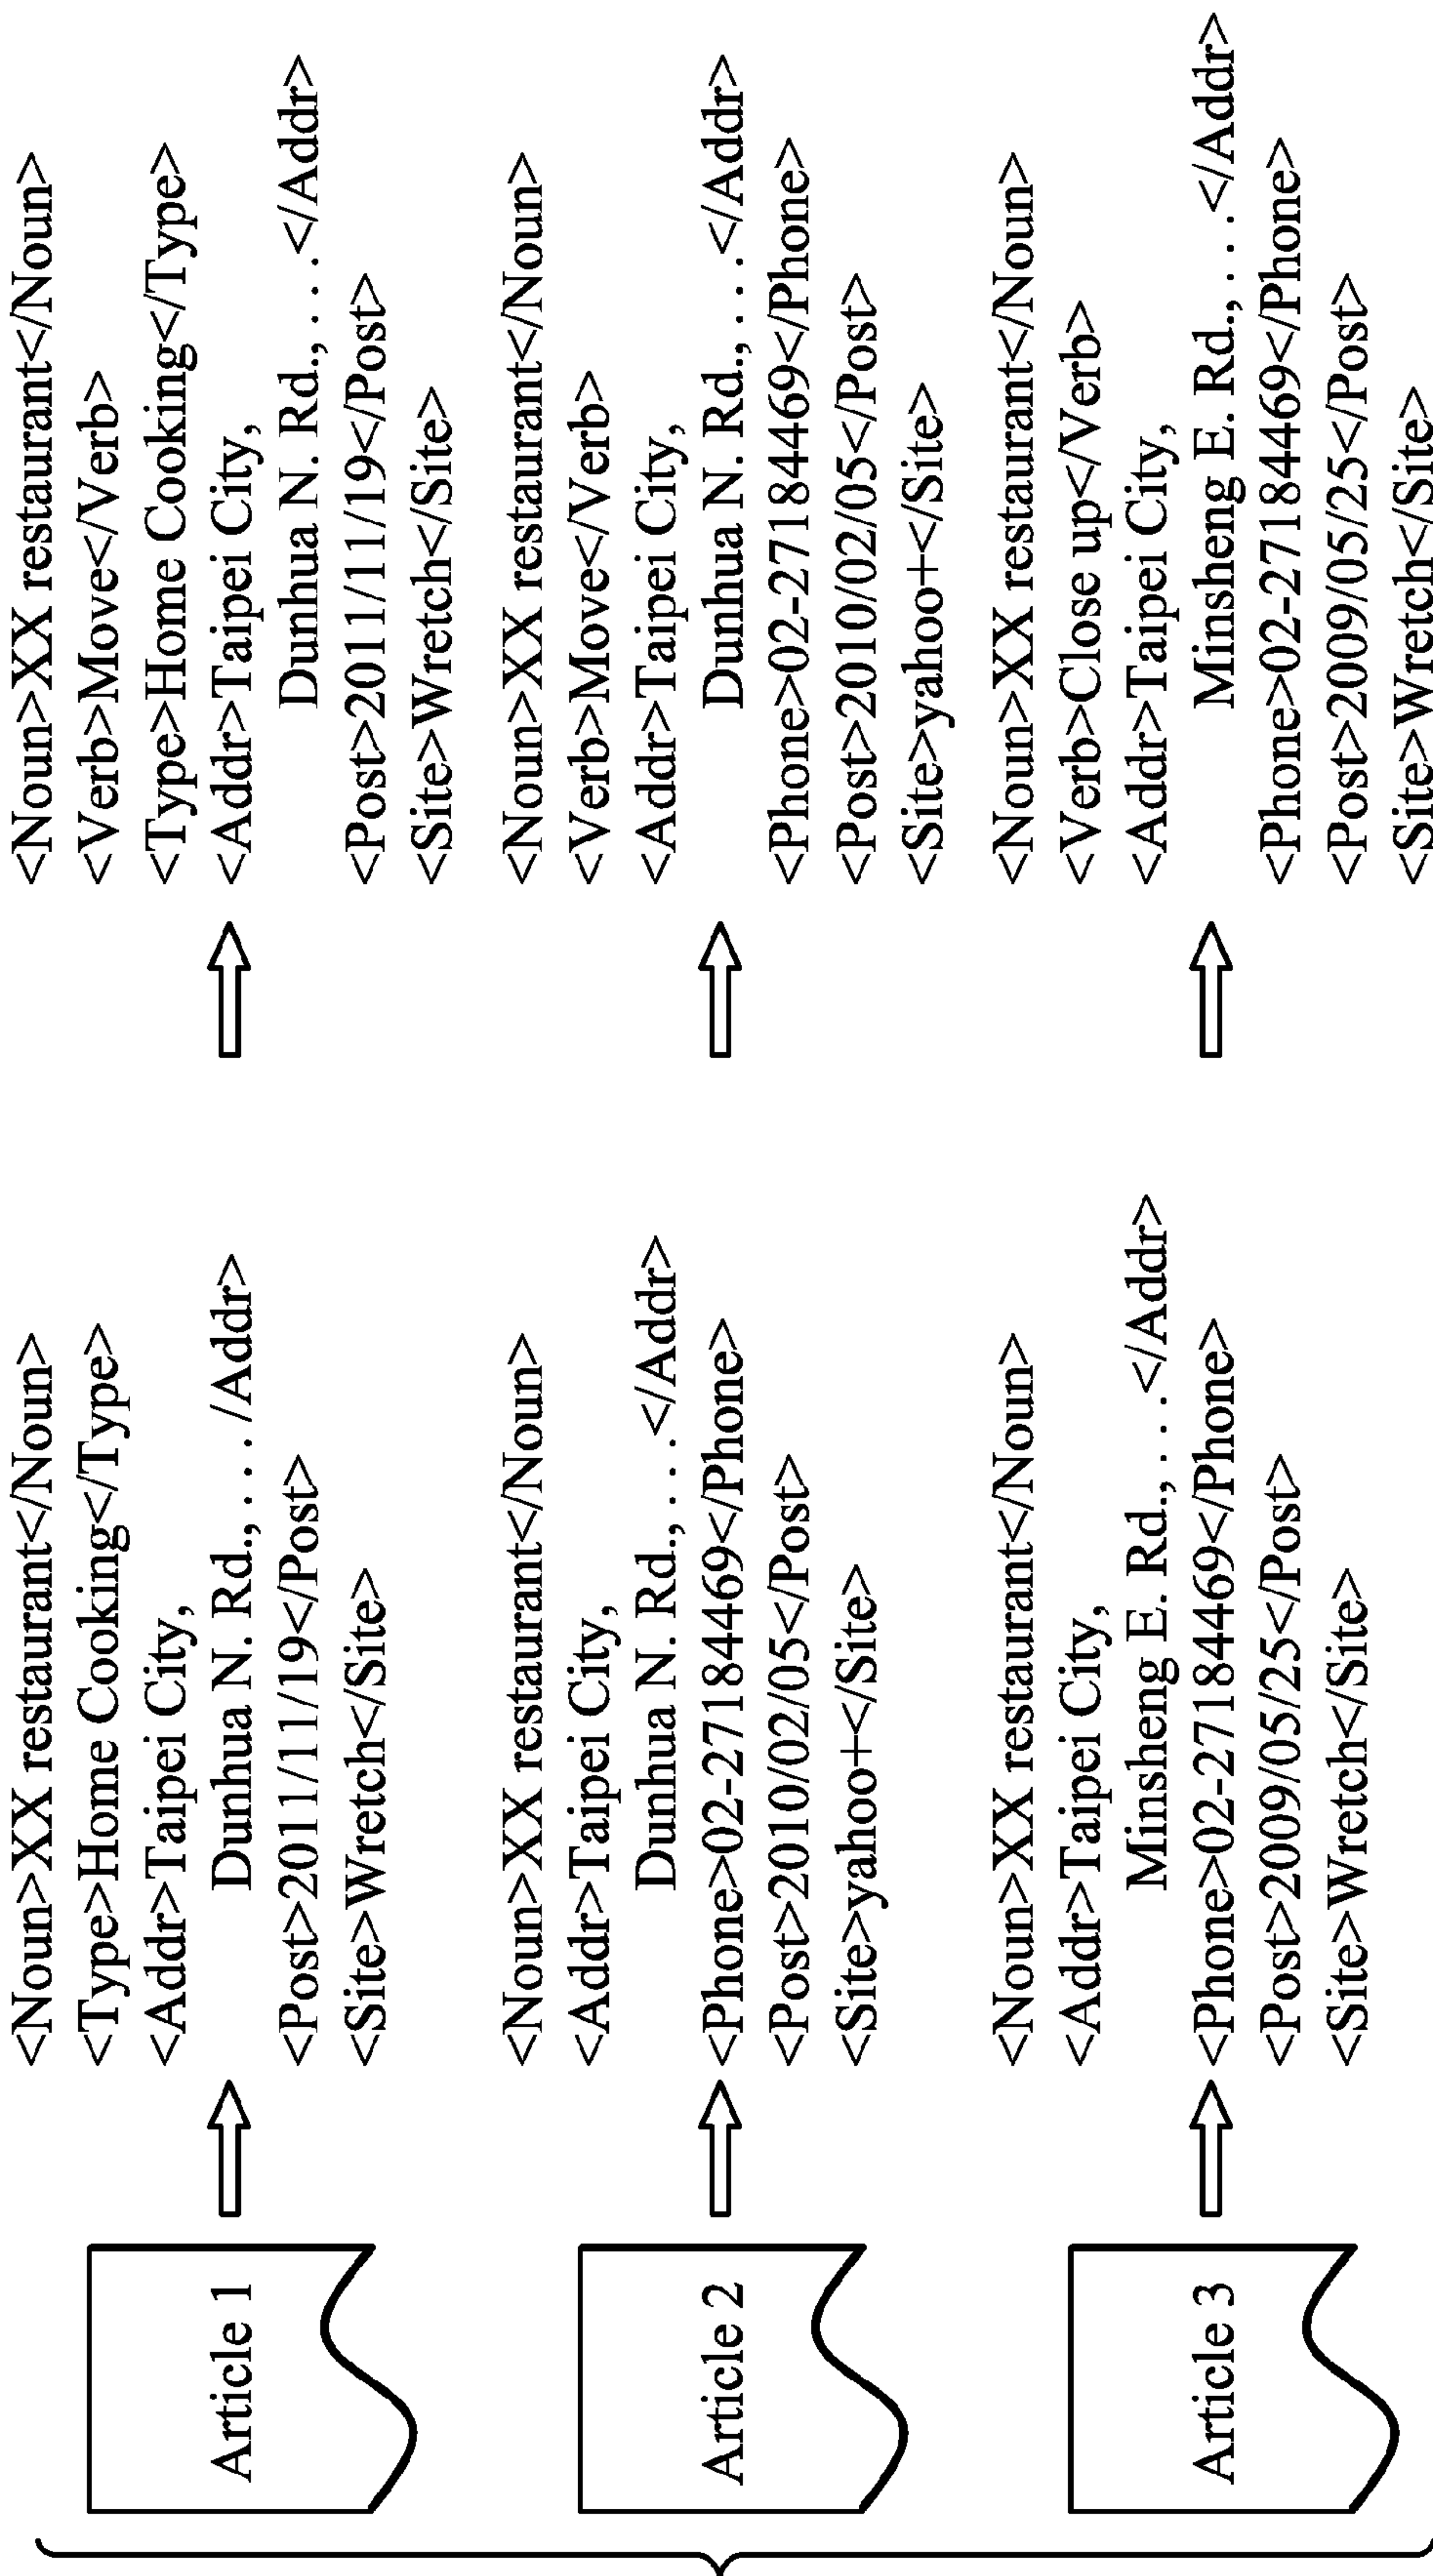 Article 1
<Noun>XX restaurant</Noun>
<Type>Home Cooking</Type>
<Addr>Taipei City,
Dunhua N. Rd., . . . /Addr>
<Post>2011/11/19</Post>
<Site>Wretch</Site>
<Noun>XX restaurant</Noun>
<Verb>Move</Verb>
<Type>Home Cooking</Type>
<Addr>Taipei City,
Dunhua N. Rd., . . . </Addr>
<Post>2011/11/19</Post>
<Site>Wretch</Site>
Article 2
<Noun>XX restaurant</Noun>
<Addr>Taipei City,
Dunhua N. Rd., . . . </Addr>
<Phone>02-27184469</Phone>
<Post>2010/02/05</Post>
<Site>yahoo+</Site>
<Noun>XX restaurant</Noun>
<Verb>Move</Verb>
<Addr>Taipei City,
Dunhua N. Rd., . . . </Addr>
<Phone>02-27184469</Phone>
<Post>2010/02/05</Post>
<Site>yahoo+</Site>
Article 3
<Noun>XX restaurant</Noun>
<Addr>Taipei City,
Minsheng E. Rd., . . . </Addr>
<Phone>02-27184469</Phone>
<Post>2009/05/25</Post>
<Site>Wretch</Site>
<Noun>XX restaurant</Noun>
<Verb>Close up</Verb>
<Addr>Taipei City,
Minsheng E. Rd., . . . </Addr>
<Phone>02-27184469</Phone>
<Post>2009/05/25</Post>
<Site>Wretch</Site>